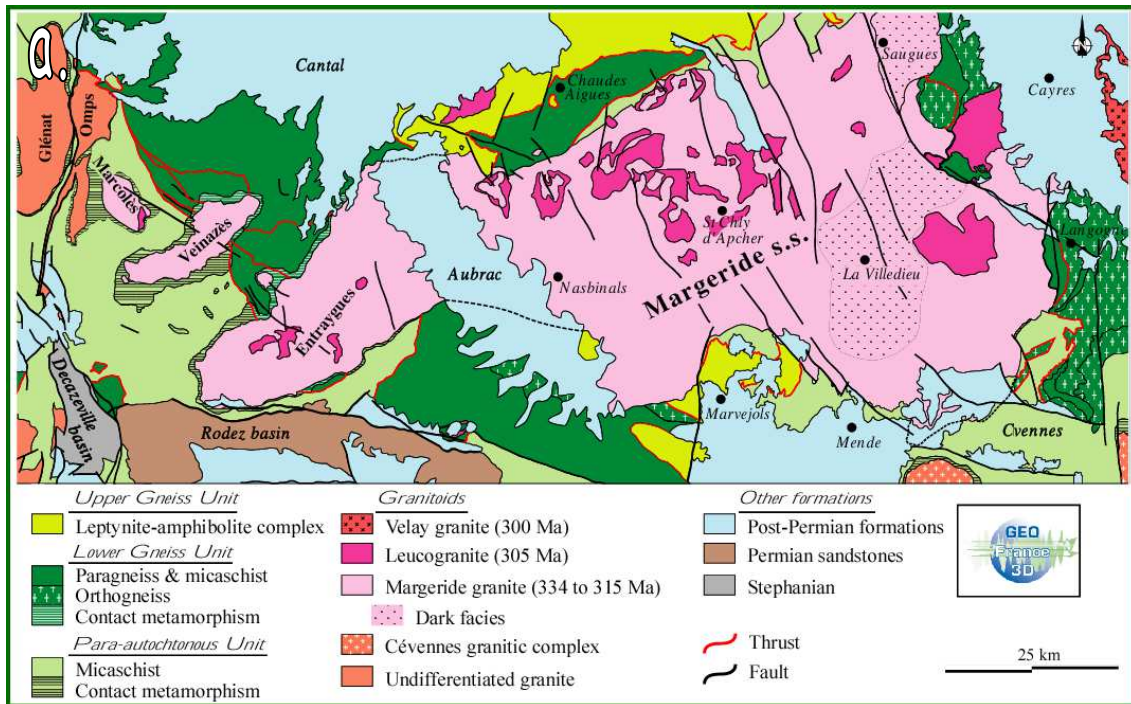 a.
Cantal
Saugues
Cayres
Chaudes
Aigues
Glénat
Omps
Marcolès
Veinazès
St Chly
d'Apcher
Langogne
Aubrac
Nasbinals
Margeride s.s.
La Villedieu
Entraygues
Decazeville
basin
Rodez basin
Marvejols
Mende
Cvennes
Upper Gneiss Unit
Leptynite-amphibolite complex
Lower Gneiss Unit
Paragneiss & micaschist
Orthogneiss
Contact metamorphism
Para-autochtonous Unit
Micaschist
Contact metamorphism
Granitoids
Velay granite (300 Ma)
Leucogranite (305 Ma)
Margeride granite (334 to 315 Ma)
Dark facies
Cévennes granitic complex
Undifferentiated granite
Other formations
Post-Permian formations
Permian sandstones
Stephanian
Thrust
Fault
GEO
France
3D
25 km